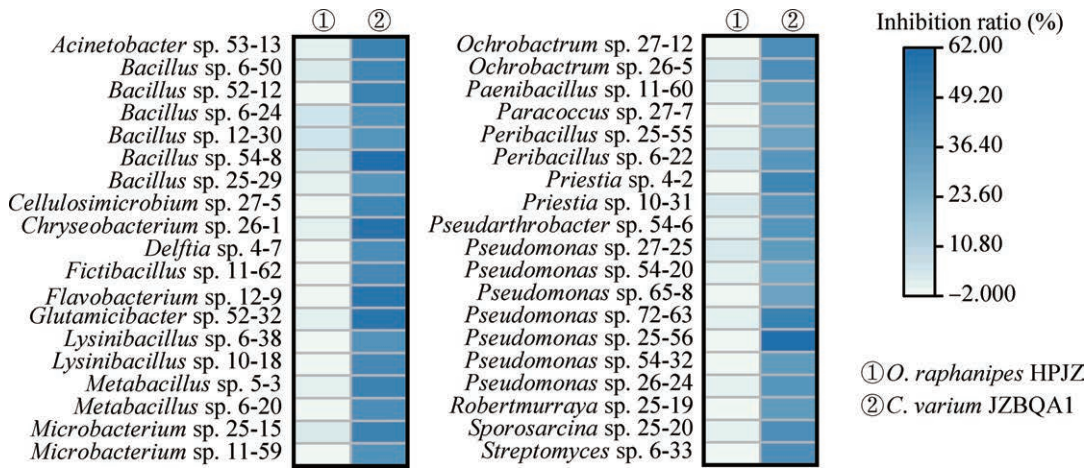 ① ②
Acinetobacter sp. 53-13
Bacillus sp. 6-50
Bacillus sp. 52-12
Bacillus sp. 6-24
Bacillus sp. 12-30
Bacillus sp. 54-8
Bacillus sp. 25-29
Cellulosimicrobium sp. 27-5
Chryseobacterium sp. 26-1
Delftia sp. 4-7
Fictibacillus sp. 11-62
Flavobacterium sp. 12-9
Glutamicibacter sp. 52-32
Lysinibacillus sp. 6-38
Lysinibacillus sp. 10-18
Metabacillus sp. 5-3
Metabacillus sp. 6-20
Microbacterium sp. 25-15
Microbacterium sp. 11-59
① ②
Ochrobactrum sp. 27-12
Ochrobactrum sp. 26-5
Paenibacillus sp. 11-60
Paracoccus sp. 27-7
Peribacillus sp. 25-55
Peribacillus sp. 6-22
Priestia sp. 4-2
Priestia sp. 10-31
Pseudarthrobacter sp. 54-6
Pseudomonas sp. 27-25
Pseudomonas sp. 54-20
Pseudomonas sp. 65-8
Pseudomonas sp. 72-63
Pseudomonas sp. 25-56
Pseudomonas sp. 54-32
Pseudomonas sp. 26-24
Robertmurraya sp. 25-19
Sporosarcina sp. 25-20
Streptomyces sp. 6-33
Inhibition ratio (%)
62.00
49.20
36.40
23.60
10.80
−2.000
①O. raphanipes HPJZ
②C. varium JZBQA1